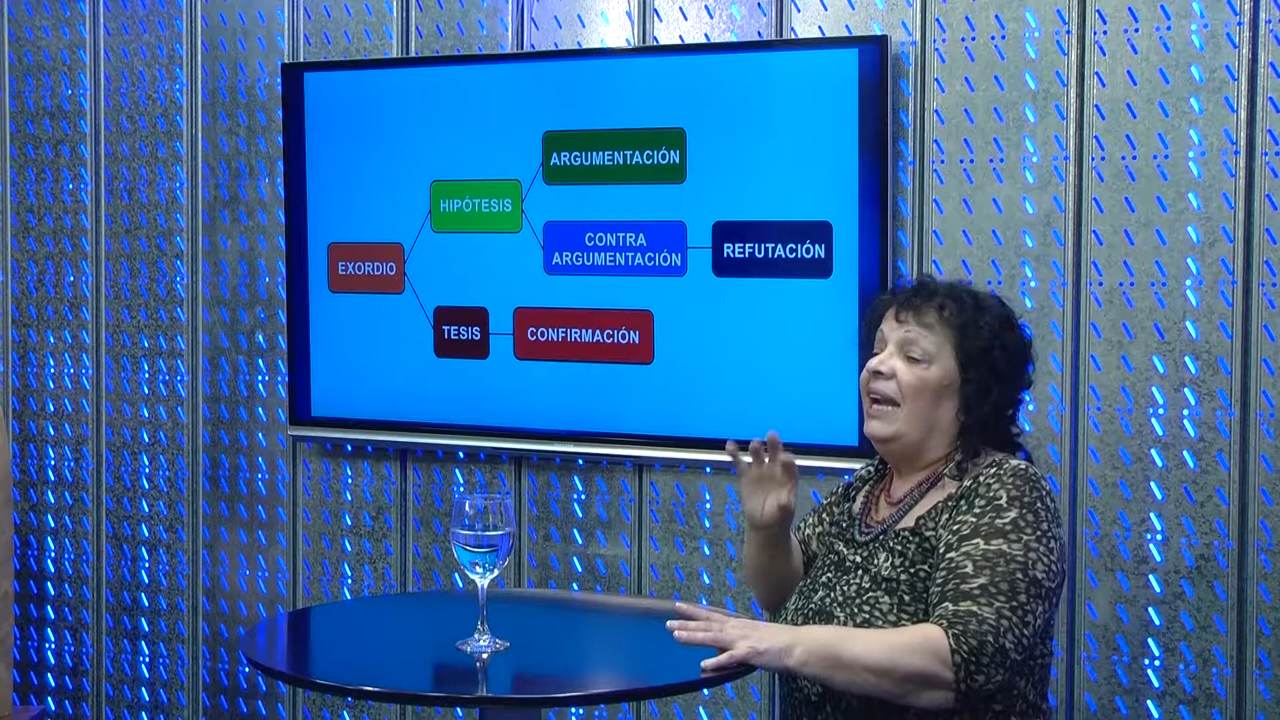 ARGUMENTACIÓN
HIPÓTESIS
CONTRA
ARGUMENTACIÓN
REFUTACIÓN
EXORDIO
TESIS
CONFIRMACIÓN